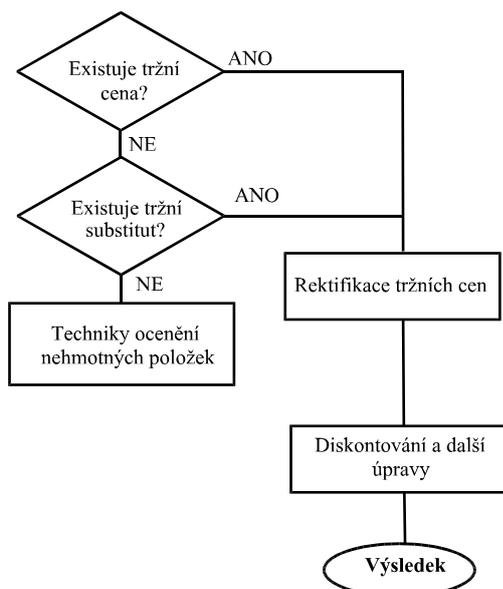 Existuje tržní
cena?
ANO
NE
Existuje tržní
substitut?
ANO
NE
Techniky ocenění
nehmotných položek
Rektifikace tržních cen
Diskontování a další
úpravy
Výsledek